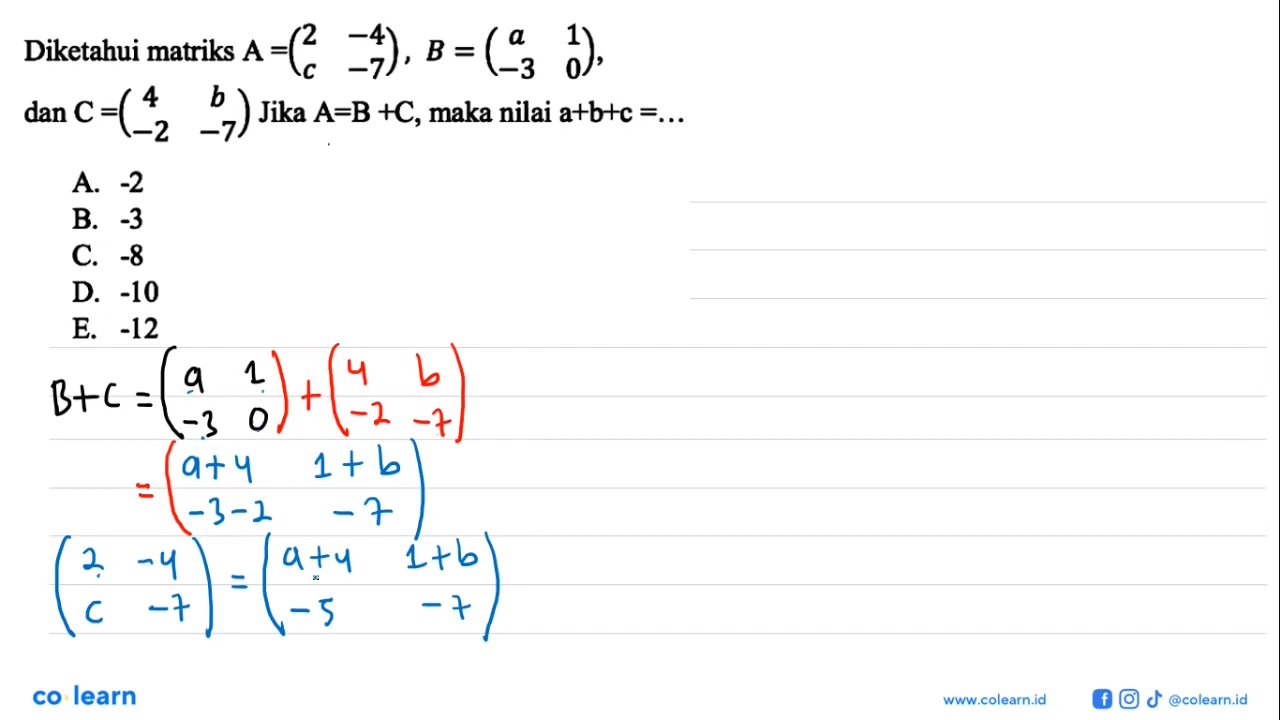 Diketahui matriks A =(2 -4 c -7), B = (a 1 -3 0),
dan C =(4 b -2 -7) Jika A=B +C, maka nilai a+b+c =...
A. -2
B. -3
C. -8
D. -10
E. -12
B+C = (a 1 -3 0) + (4 b -2 -7)
= (a+4 1+b -3-2 -7)
(2 -4 c -7) = (a+4 1+b -5 -7)
co learn
www.colearn.id @colearn.id